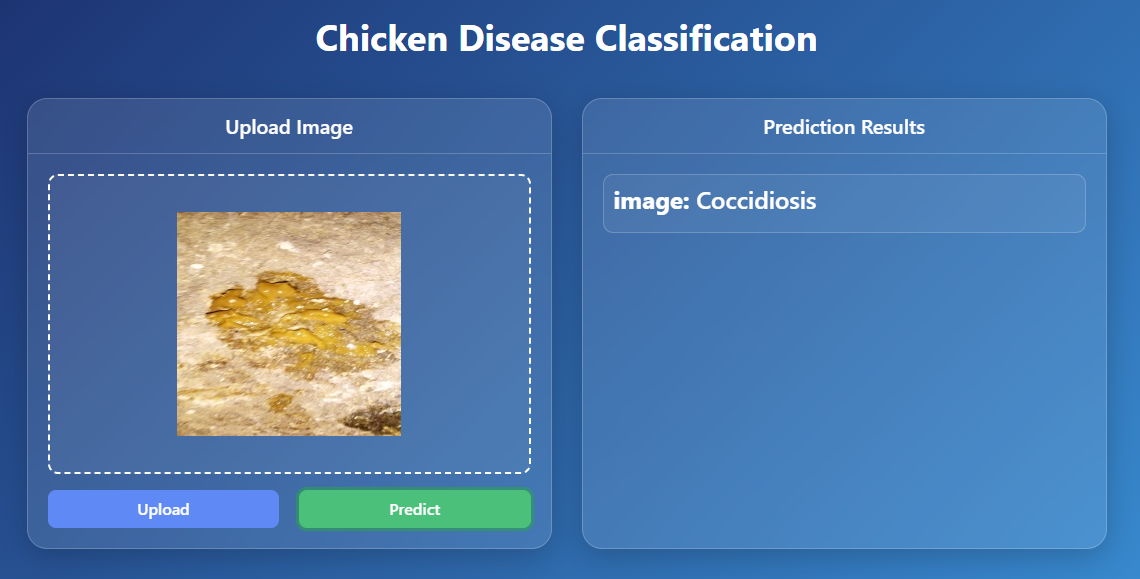 Chicken Disease Classification
Upload Image
Upload
Predict
Prediction Results
image: Coccidiosis